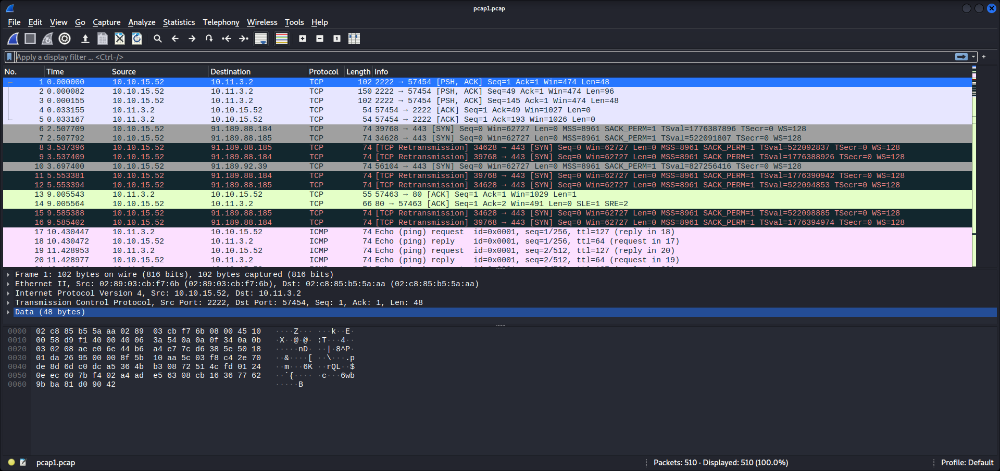 pcap1.pcap
File Edit View Go Capture Analyze Statistics Telephony Wireless Tools Help
Apply a display filter … <Ctrl-/>
No. Time Source Destination Protocol Length Info
1 0.000000 10.10.15.52 10.11.3.2 TCP 102 2222 → 57454 [PSH, ACK] Seq=1 Ack=1 Win=474 Len=48
2 0.000082 10.10.15.52 10.11.3.2 TCP 150 2222 → 57454 [PSH, ACK] Seq=49 Ack=1 Win=474 Len=96
3 0.000155 10.10.15.52 10.11.3.2 TCP 102 2222 → 57454 [PSH, ACK] Seq=145 Ack=1 Win=474 Len=48
4 0.033155 10.11.3.2 10.10.15.52 TCP 54 57454 → 2222 [ACK] Seq=1 Ack=49 Win=1027 Len=0
5 0.033167 10.11.3.2 10.10.15.52 TCP 54 57454 → 2222 [ACK] Seq=1 Ack=193 Win=1026 Len=0
6 2.507709 10.10.15.52 91.189.88.184 TCP 74 39768 → 443 [SYN] Seq=0 Win=62727 Len=0 MSS=8961 SACK_PERM=1 TSval=1776387896 TSecr=0 WS=128
7 2.507792 10.10.15.52 91.189.88.185 TCP 74 34628 → 443 [SYN] Seq=0 Win=62727 Len=0 MSS=8961 SACK_PERM=1 TSval=522091807 TSecr=0 WS=128
8 3.537396 10.10.15.52 91.189.88.185 TCP 74 [TCP Retransmission] 34628 → 443 [SYN] Seq=0 Win=62727 Len=0 MSS=8961 SACK_PERM=1 TSval=522092837 TSecr=0 WS=128
9 3.537409 10.10.15.52 91.189.88.184 TCP 74 [TCP Retransmission] 39768 → 443 [SYN] Seq=0 Win=62727 Len=0 MSS=8961 SACK_PERM=1 TSval=1776388926 TSecr=0 WS=128
10 3.697400 10.10.15.52 91.189.92.39 TCP 74 56104 → 443 [SYN] Seq=0 Win=62727 Len=0 MSS=8961 SACK_PERM=1 TSval=827256416 TSecr=0 WS=128
11 5.553381 10.10.15.52 91.189.88.184 TCP 74 [TCP Retransmission] 39768 → 443 [SYN] Seq=0 Win=62727 Len=0 MSS=8961 SACK_PERM=1 TSval=1776390942 TSecr=0 WS=128
12 5.553394 10.10.15.52 91.189.88.185 TCP 74 [TCP Retransmission] 34628 → 443 [SYN] Seq=0 Win=62727 Len=0 MSS=8961 SACK_PERM=1 TSval=522094853 TSecr=0 WS=128
13 9.005543 10.11.3.2 10.10.15.52 TCP 55 57463 → 80 [ACK] Seq=1 Ack=1 Win=1029 Len=1
14 9.005564 10.10.15.52 10.11.3.2 TCP 66 80 → 57463 [ACK] Seq=1 Ack=2 Win=491 Len=0 SLE=1 SRE=2
15 9.585388 10.10.15.52 91.189.88.185 TCP 74 [TCP Retransmission] 34628 → 443 [SYN] Seq=0 Win=62727 Len=0 MSS=8961 SACK_PERM=1 TSval=522098885 TSecr=0 WS=128
16 9.585402 10.10.15.52 91.189.88.184 TCP 74 [TCP Retransmission] 39768 → 443 [SYN] Seq=0 Win=62727 Len=0 MSS=8961 SACK_PERM=1 TSval=1776394974 TSecr=0 WS=128
17 10.430447 10.11.3.2 10.10.15.52 ICMP 74 Echo (ping) request id=0x0001, seq=1/256, ttl=127 (reply in 18)
18 10.430472 10.10.15.52 10.11.3.2 ICMP 74 Echo (ping) reply id=0x0001, seq=1/256, ttl=64 (request in 17)
19 11.428953 10.11.3.2 10.10.15.52 ICMP 74 Echo (ping) request id=0x0001, seq=2/512, ttl=127 (reply in 20)
20 11.428977 10.10.15.52 10.11.3.2 ICMP 74 Echo (ping) reply id=0x0001, seq=2/512, ttl=64 (request in 19)
Frame 1: 102 bytes on wire (816 bits), 102 bytes captured (816 bits)
Ethernet II, Src: 02:89:03:cb:f7:6b (02:89:03:cb:f7:6b), Dst: 02:c8:85:b5:5a:aa (02:c8:85:b5:5a:aa)
Internet Protocol Version 4, Src: 10.10.15.52, Dst: 10.11.3.2
Transmission Control Protocol, Src Port: 2222, Dst Port: 57454, Seq: 1, Ack: 1, Len: 48
Data (48 bytes)
0000 02 c8 85 b5 5a aa 02 89 03 cb f7 6b 08 00 45 10 ····Z··· ···k··E·
0010 00 58 d9 f1 40 00 40 06 3a 54 0a 0a 0f 34 0a 0b ·X··@·@· :T···4··
0020 03 02 08 ae e0 6e 44 b6 a4 e7 7c d6 38 5e 50 18 ·····nD· ··|·8^P·
0030 01 da 26 95 00 00 8f 5b 10 aa 5c 03 f8 c4 2e 70 ··&····[ ··\···.p
0040 de 8d 6d c0 dc a5 36 4b b3 08 72 51 4c fd 01 24 ··m···6K ··rQL··$
0050 0e ec 60 7b f4 02 a4 ad e5 63 08 cb 16 36 77 62 ··`{···· ·c···6wb
0060 9b ba 81 d0 90 42 ·····B
pcap1.pcap
Packets: 510 · Displayed: 510 (100.0%)
Profile: Default